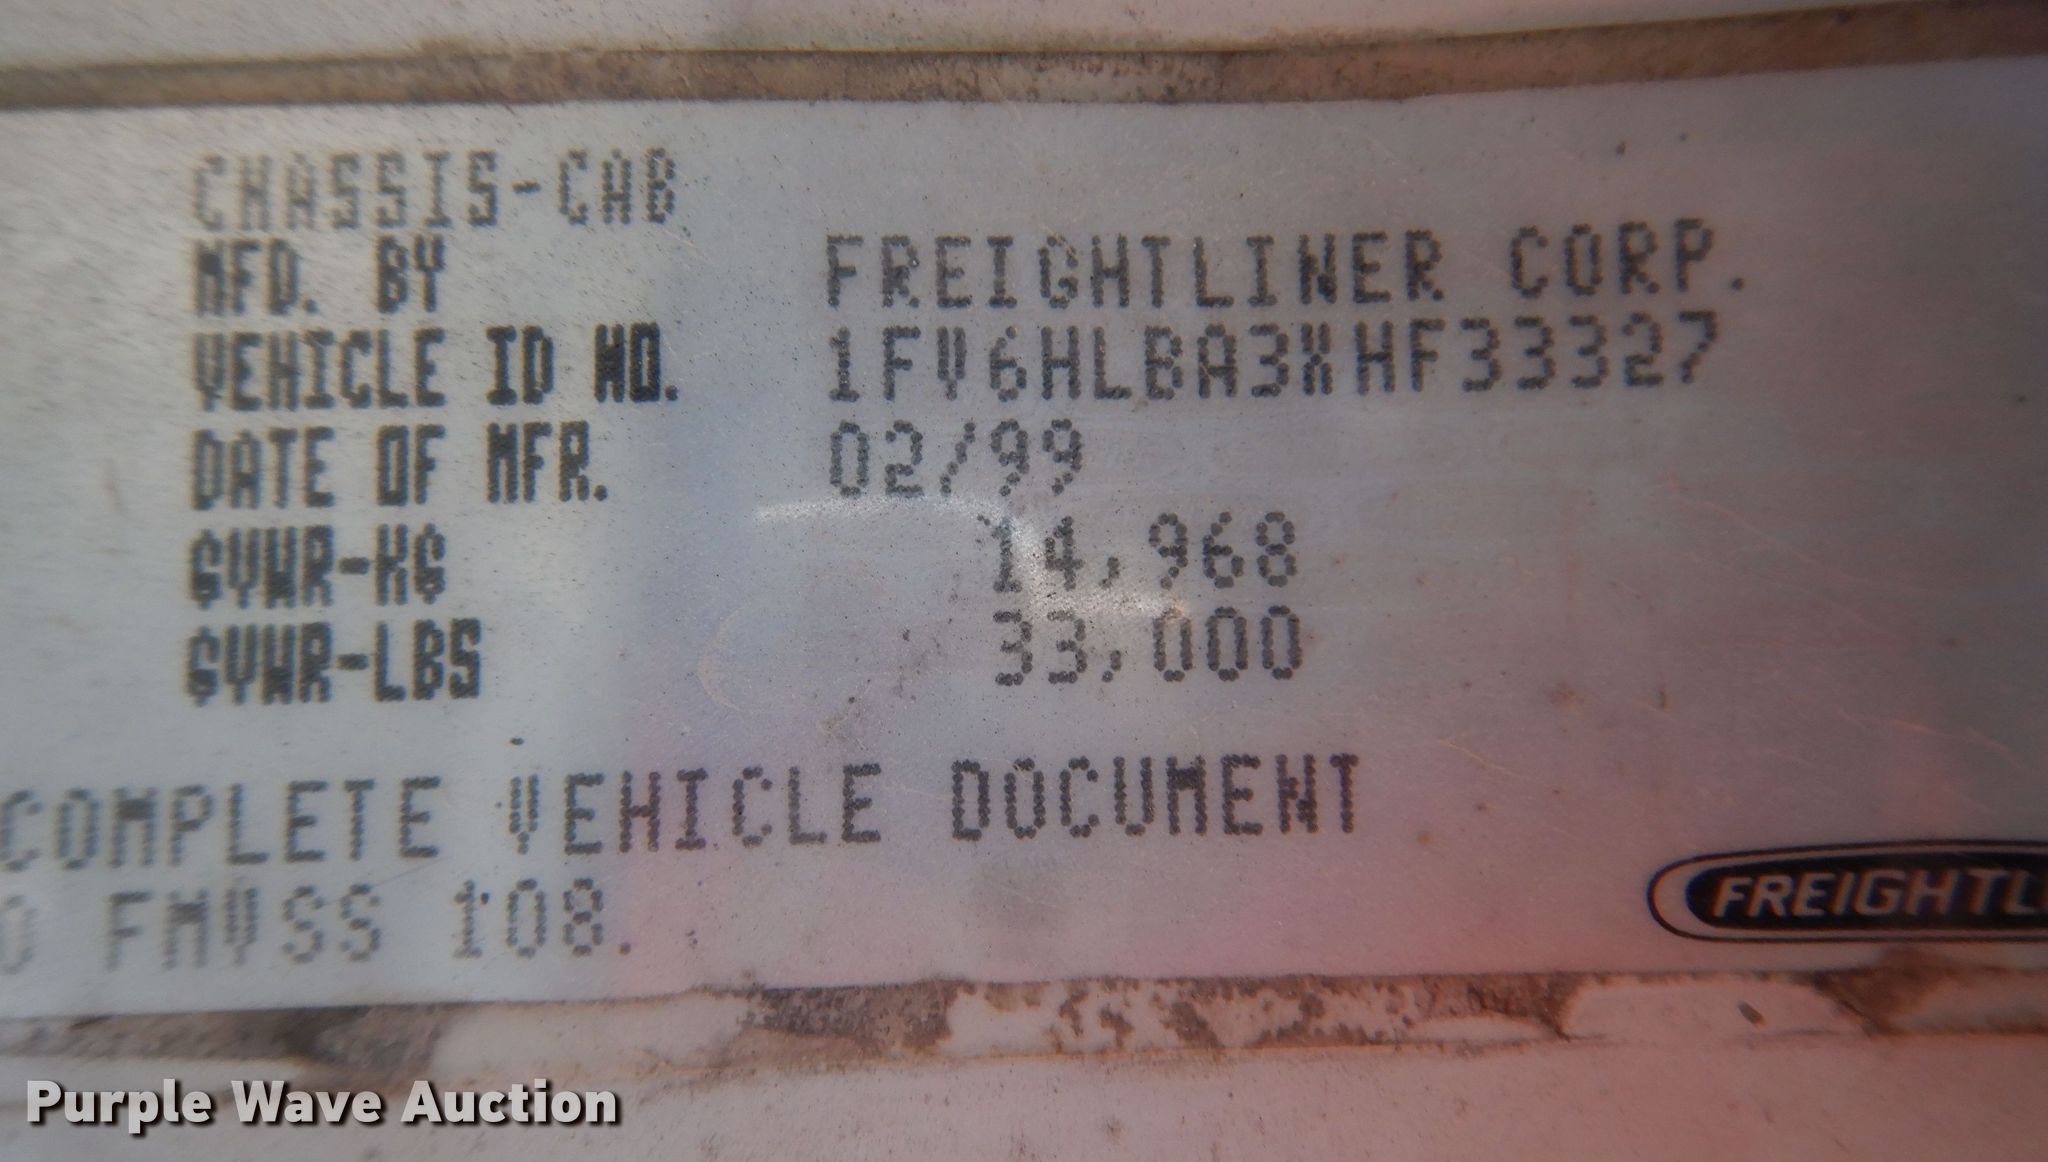 CHASSIS-CAB
MFD. BY FREIGHTLINER CORP.
VEHICLE ID NO. 1FV6HLBA3XHF33327
DATE OF MFR. 02/99
GVWR-KG 14,968
GVWR-LBS 33,000
COMPLETE VEHICLE DOCUMENT
O FMVSS 108.
FREIGHTL
Purple Wave Auction